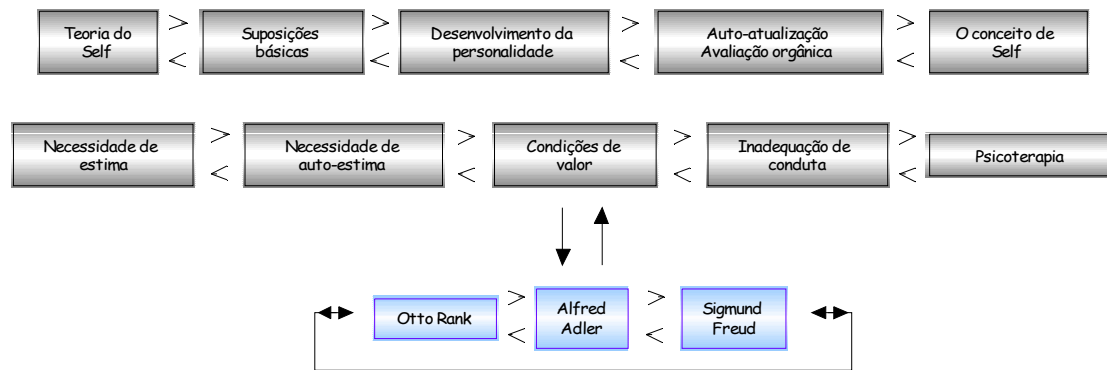 Teoria do
Self
Suposições
básicas
Desenvolvimento da
personalidade
Auto-atualização
Avaliação orgânica
O conceito de
Self
Necessidade de
estima
Necessidade de
auto-estima
Condições de
valor
Inadequação de
conduta
Psicoterapia
Otto Rank
Alfred
Adler
Sigmund
Freud